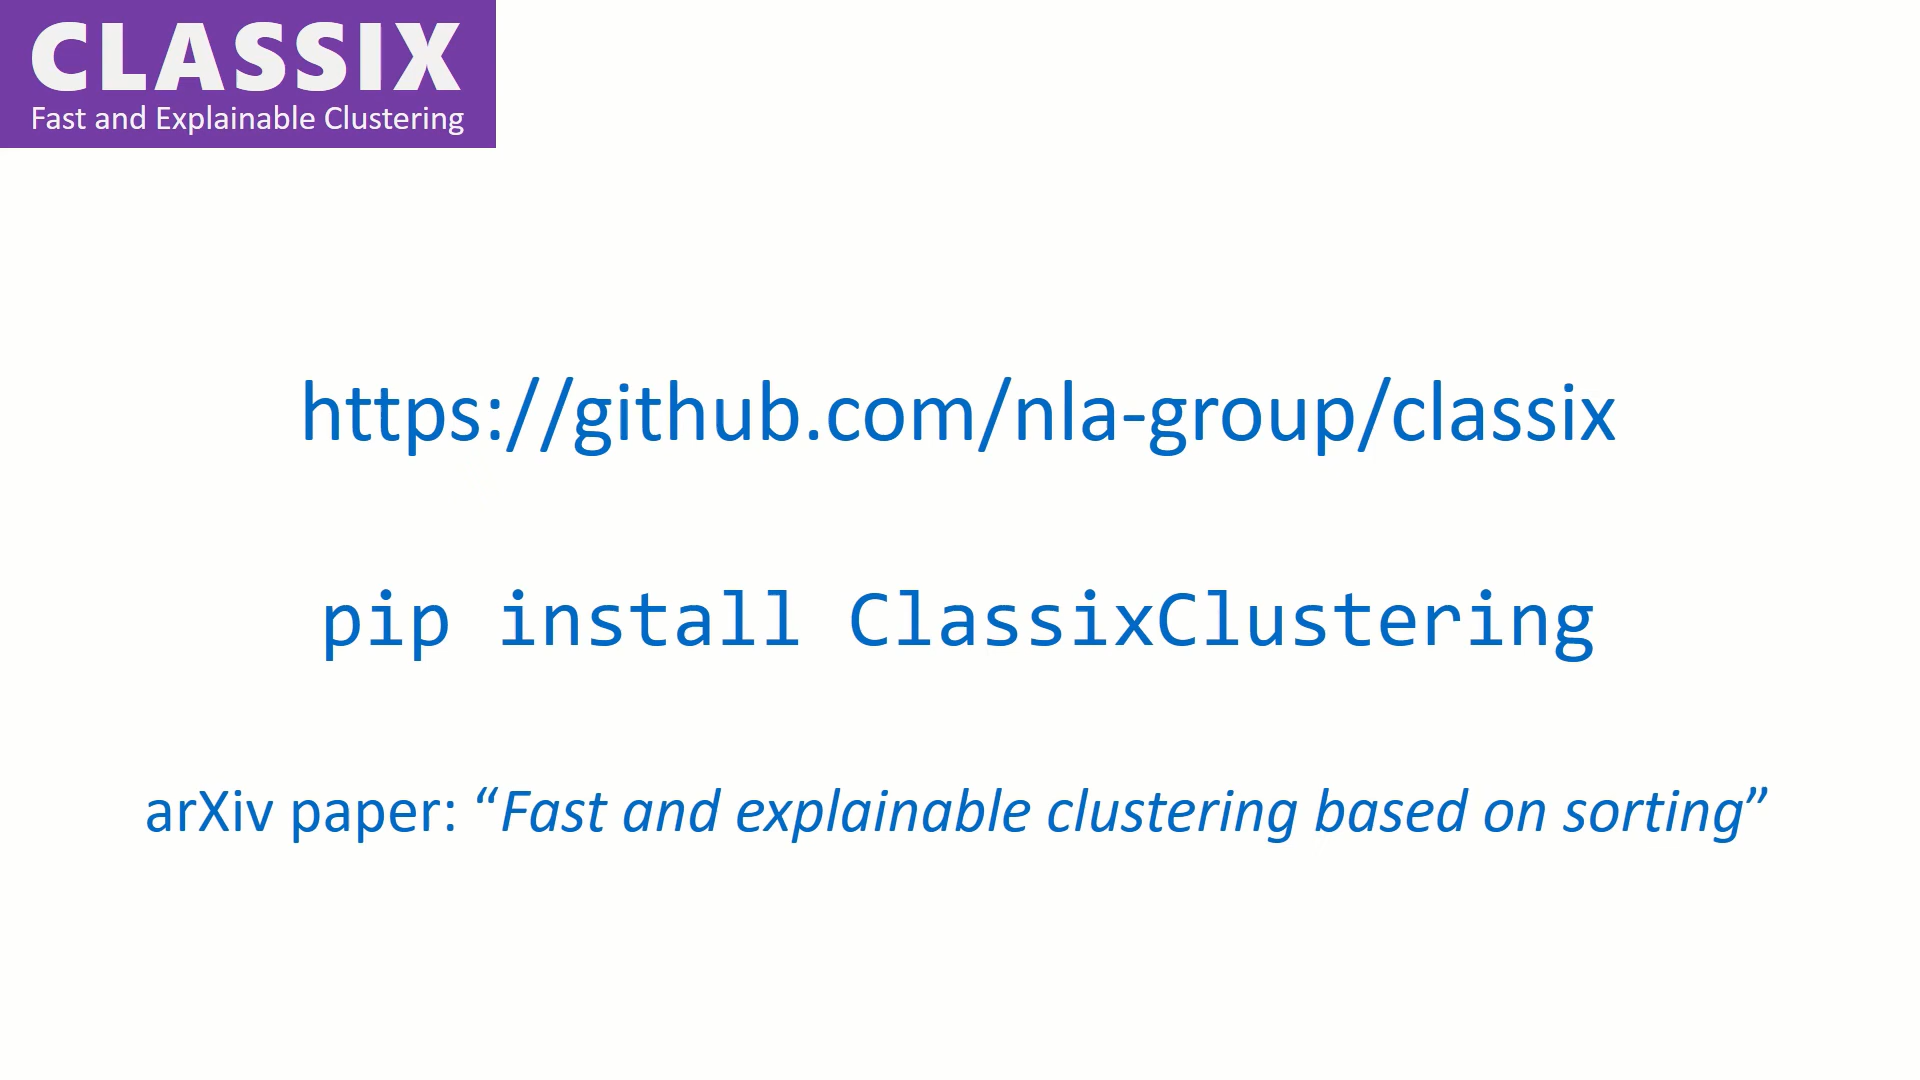 CLASSIX
Fast and Explainable Clustering
https://github.com/nla-group/classix
pip install ClassixClustering
arXiv paper: “Fast and explainable clustering based on sorting”